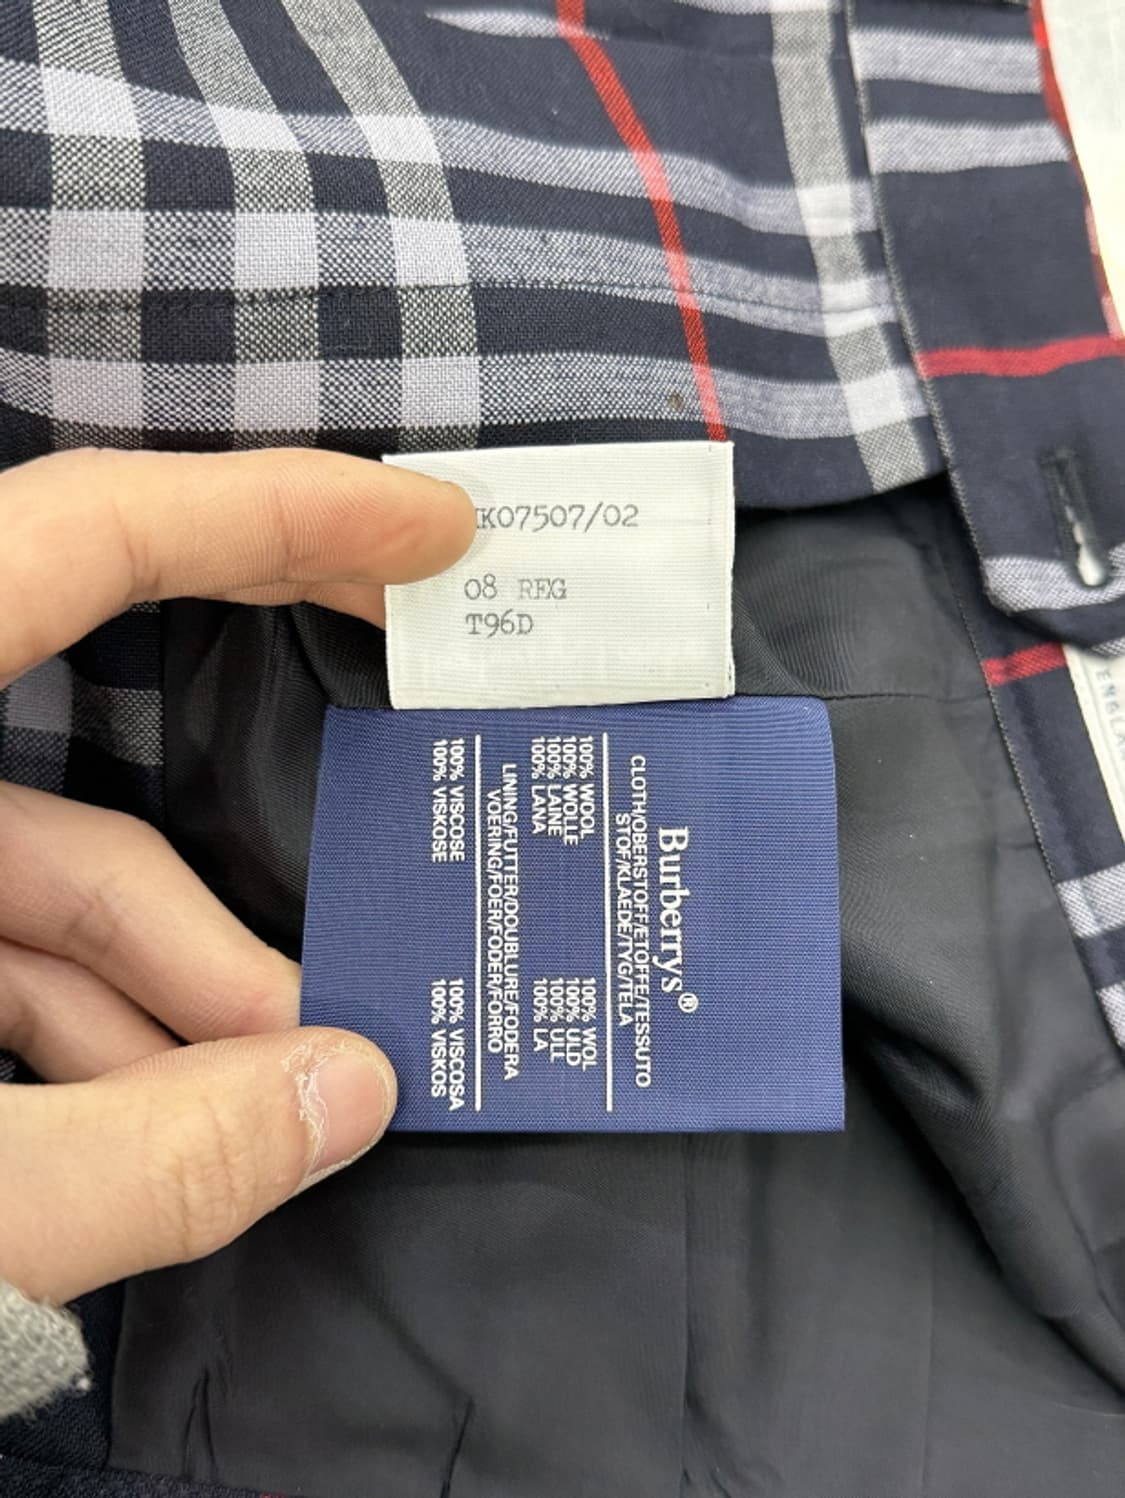 K07507/02
08 REG
T96D
Burberrys®
CLOTH/OBERSTOFF/ETOFFE/TESSUTO
STOF/KLAEDE/TYG/TELA
100% WOOL 100% WOL
100% WOLLE 100% ULD
100% LAINE 100% ULL
100% LANA 100% LA
LINING/FUTTER/DOUBLURE/FODERA
VOERING/FOER/FODER/FORRO
100% VISCOSE 100% VISCOSA
100% VISKOSE 100% VISKOS